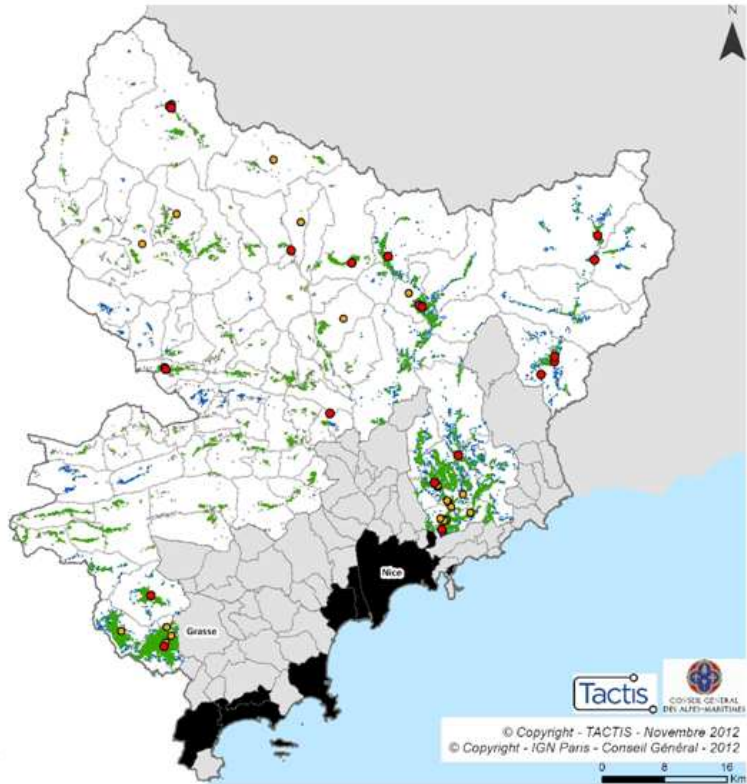 N
Nice
Grasse
Tactis
CONSEIL GENERAL
DES ALPES-MARITIMES
© Copyright - TACTIS - Novembre 2012
© Copyright - IGN Paris - Conseil Général - 2012
0 8 16
Km